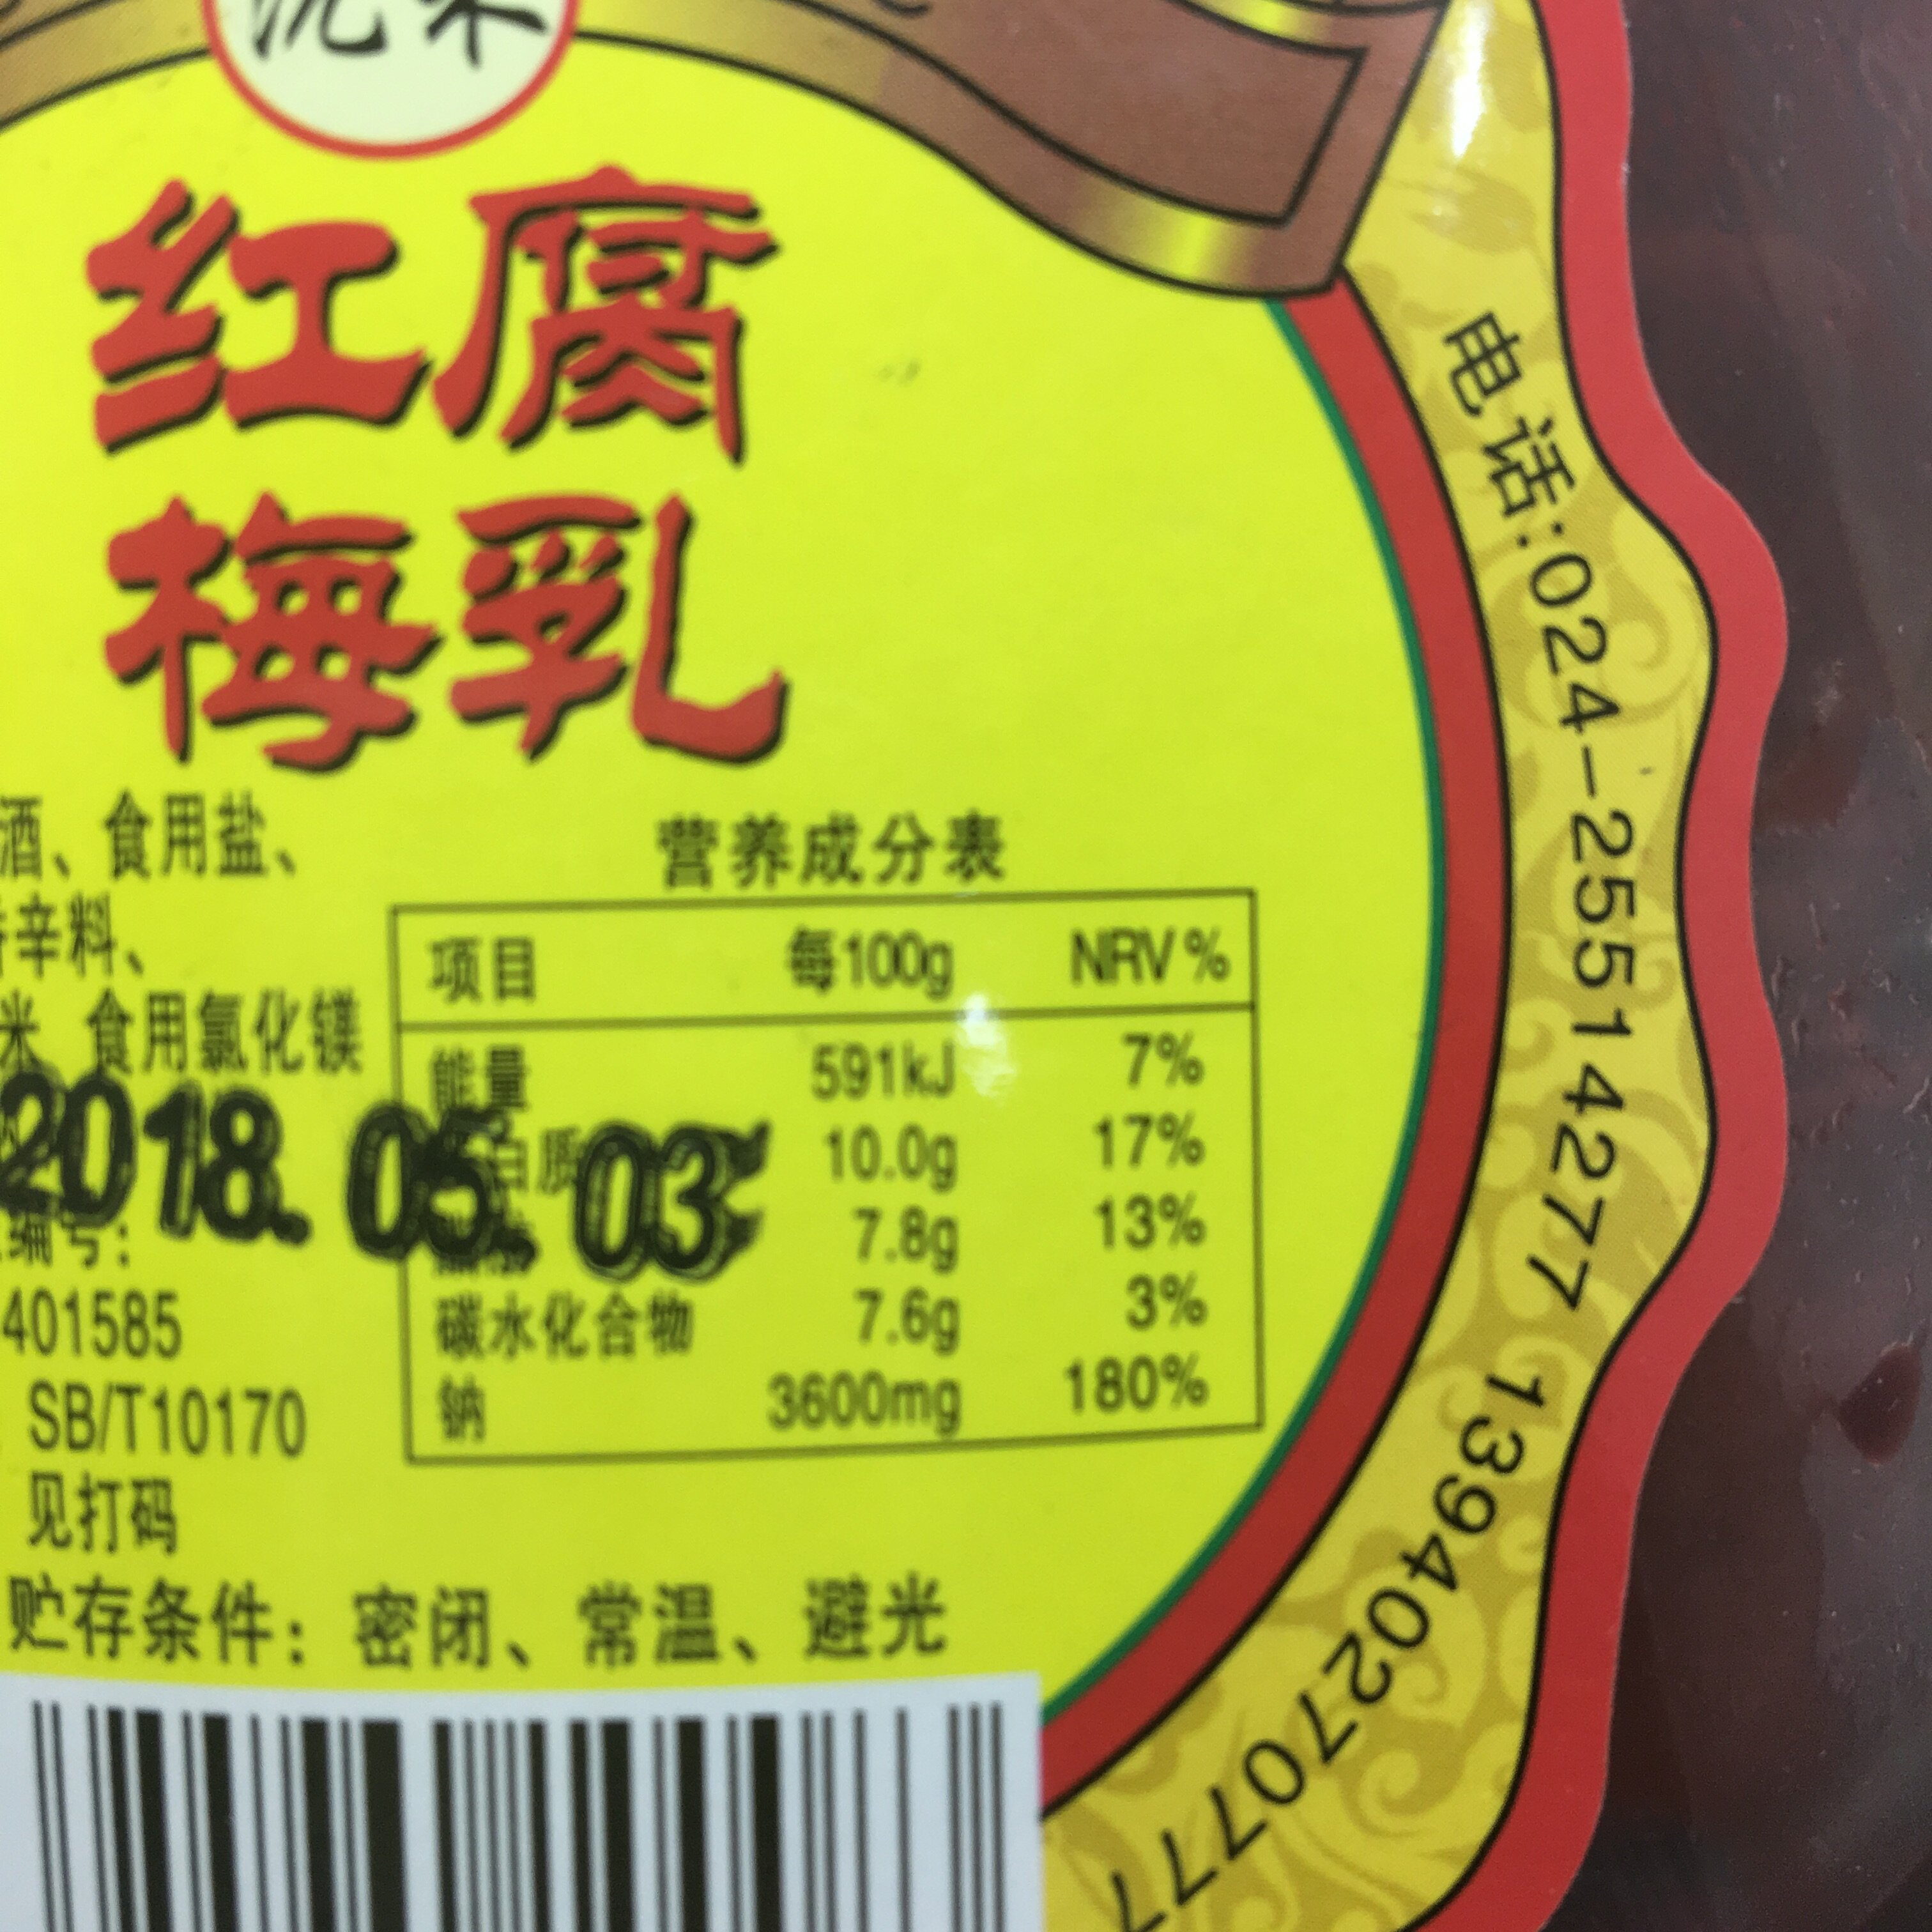 红腐
梅乳
酒、食用盐、
辛料、
米 食用氯化镁
2018.05.03
编号:
401585
SB/T10170
见打码
贮存条件: 密闭、常温、避光
营养成分表
项目 每100g NRV%
能量 591kJ 7%
白质 10.0g 17%
7.8g 13%
碳水化合物 7.6g 3%
钠 3600mg 180%
电话:024-25514277 13940270777